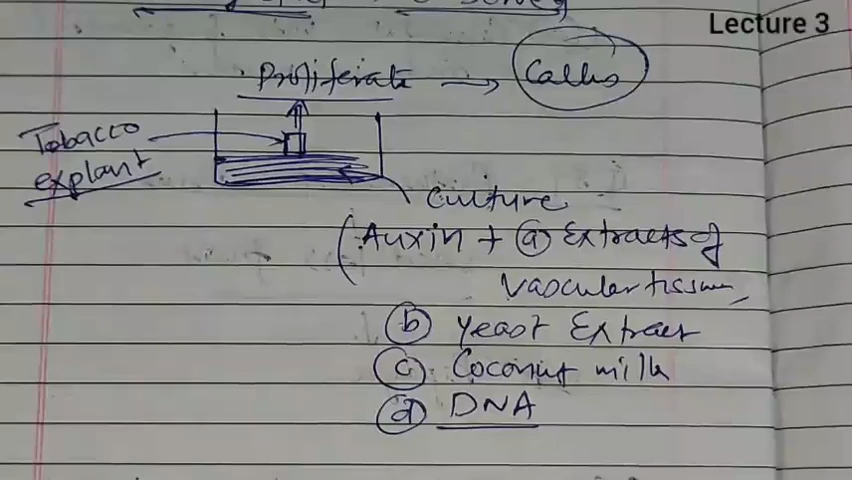 Lecture 3
Proliferate → Callus
Tobacco
explant
Culture
(Auxin + (a) Extracts of
Vascular tissue
(b) Yeast Extract
(c) Coconut milk
(d) DNA